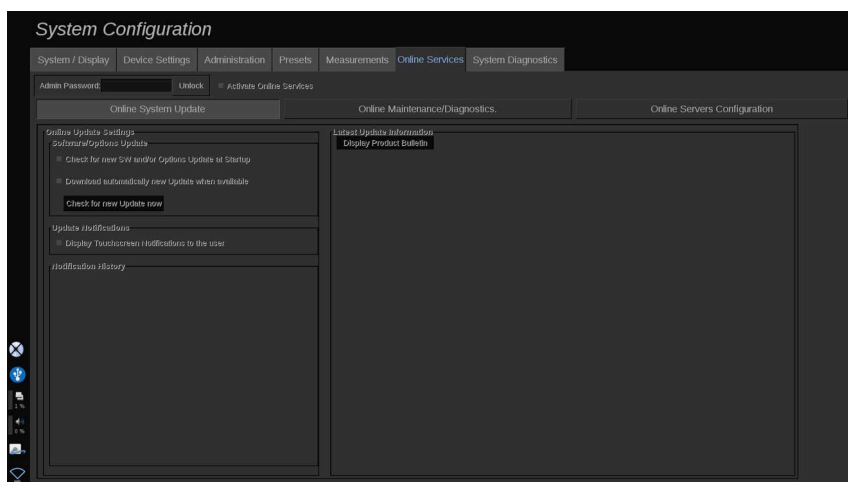 System Configuration
System / Display Device Settings Administration Presets Measurements Online Services System Diagnostics
Admin Password: Unlock Activate Online Services
Online System Update Online Maintenance/Diagnostics. Online Servers Configuration
Online Update Settings Latest Update Information
Software/Options Update Display Product Bulletin
Check for new SW and/or Options Update at Startup
Download automatically new Update when available
Check for new Update now
Update Notifications
Display Touchscreen Notifications to the user
Notification History
1 %
0 %